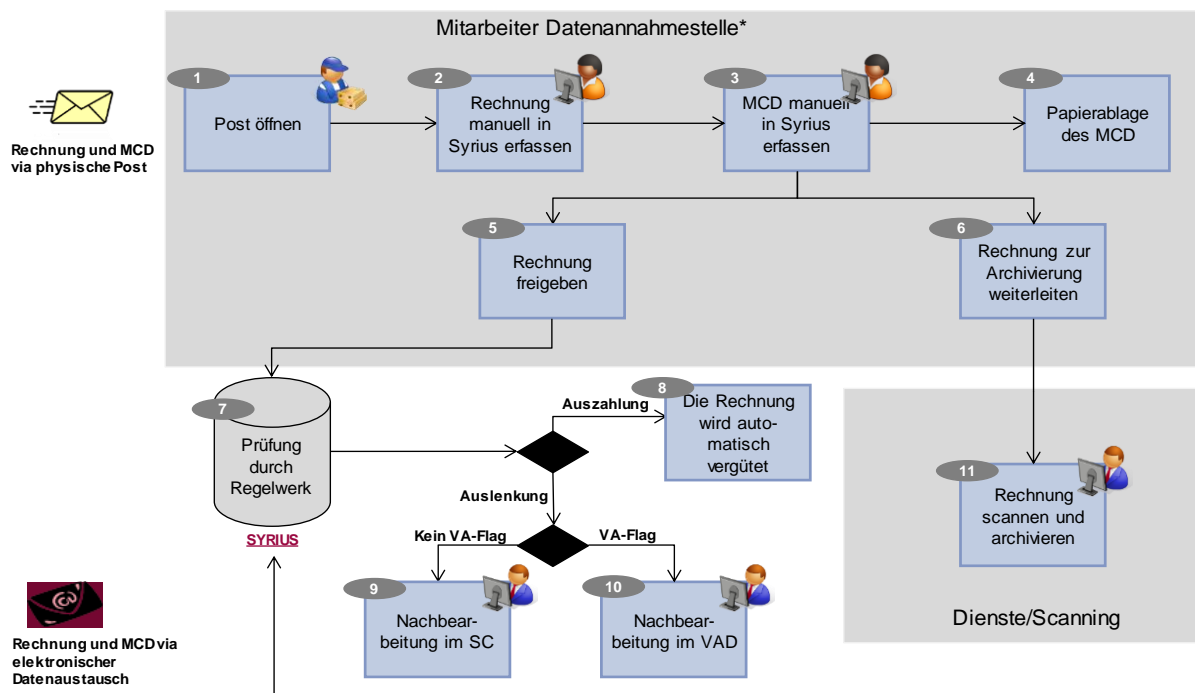 Mitarbeiter Datenannahmestelle*
Rechnung und MCD
via physische Post
1
Post öffnen
2
Rechnung
manuell in
Syrius erfassen
3
MCD manuell
in Syrius
erfassen
4
Papierablage
des MCD
5
Rechnung
freigeben
6
Rechnung zur
Archivierung
weiterleiten
7
Prüfung
durch
Regelwerk
SYRIUS
Auszahlung
8
Die Rechnung
wird auto-
matisch
vergütet
Auslenkung
Kein VA-Flag
VA-Flag
9
Nachbear-
beitung im SC
10
Nachbear-
beitung im VAD
11
Rechnung
scannen und
archivieren
Dienste/Scanning
@
Rechnung und MCD via
elektronischer
Datenaustausch